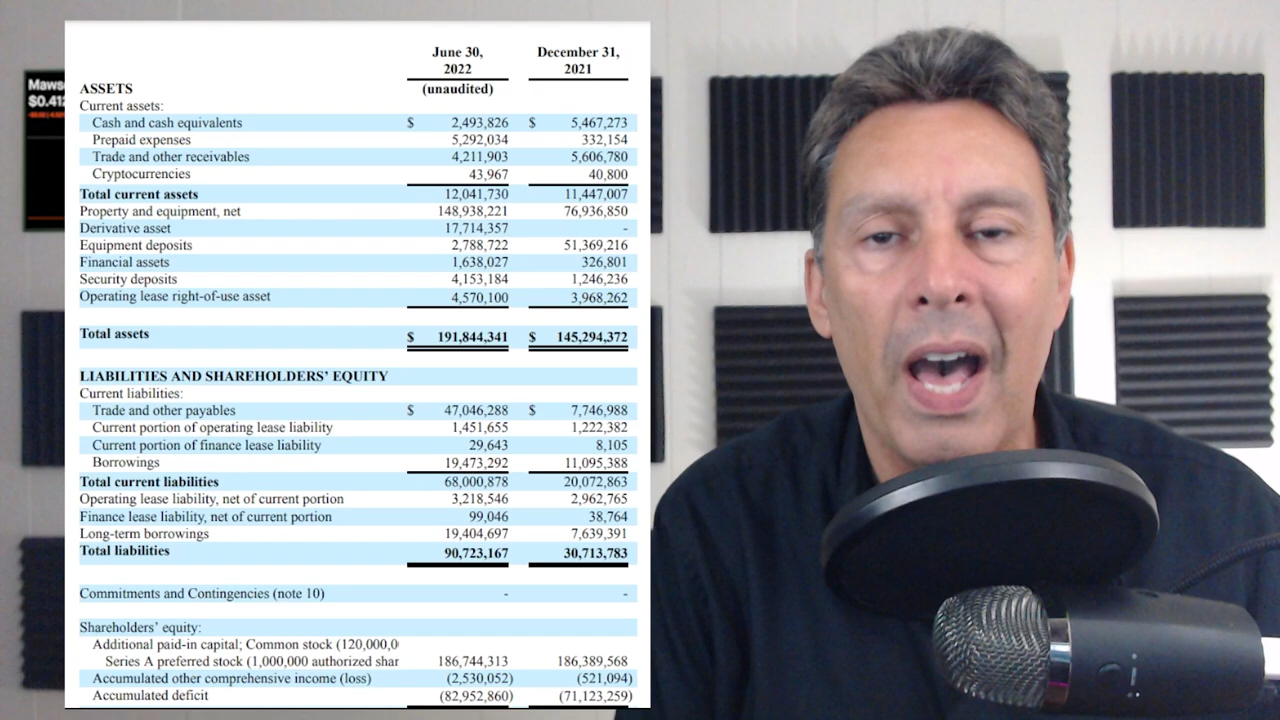 Maws
$0.412
June 30, December 31,
2022 2021
ASSETS (unaudited)
Current assets:
Cash and cash equivalents $ 2,493,826 $ 5,467,273
Prepaid expenses 5,292,034 332,154
Trade and other receivables 4,211,903 5,606,780
Cryptocurrencies 43,967 40,800
Total current assets 12,041,730 11,447,007
Property and equipment, net 148,938,221 76,936,850
Derivative asset 17,714,357 -
Equipment deposits 2,788,722 51,369,216
Financial assets 1,638,027 326,801
Security deposits 4,153,184 1,246,236
Operating lease right-of-use asset 4,570,100 3,968,262
Total assets $ 191,844,341 $ 145,294,372
LIABILITIES AND SHAREHOLDERS’ EQUITY
Current liabilities:
Trade and other payables $ 47,046,288 $ 7,746,988
Current portion of operating lease liability 1,451,655 1,222,382
Current portion of finance lease liability 29,643 8,105
Borrowings 19,473,292 11,095,388
Total current liabilities 68,000,878 20,072,863
Operating lease liability, net of current portion 3,218,546 2,962,765
Finance lease liability, net of current portion 99,046 38,764
Long-term borrowings 19,404,697 7,639,391
Total liabilities 90,723,167 30,713,783
Commitments and Contingencies (note 10) - -
Shareholders’ equity:
Additional paid-in capital; Common stock (120,000,0
Series A preferred stock (1,000,000 authorized shar 186,744,313 186,389,568
Accumulated other comprehensive income (loss) (2,530,052) (521,094)
Accumulated deficit (82,952,860) (71,123,259)